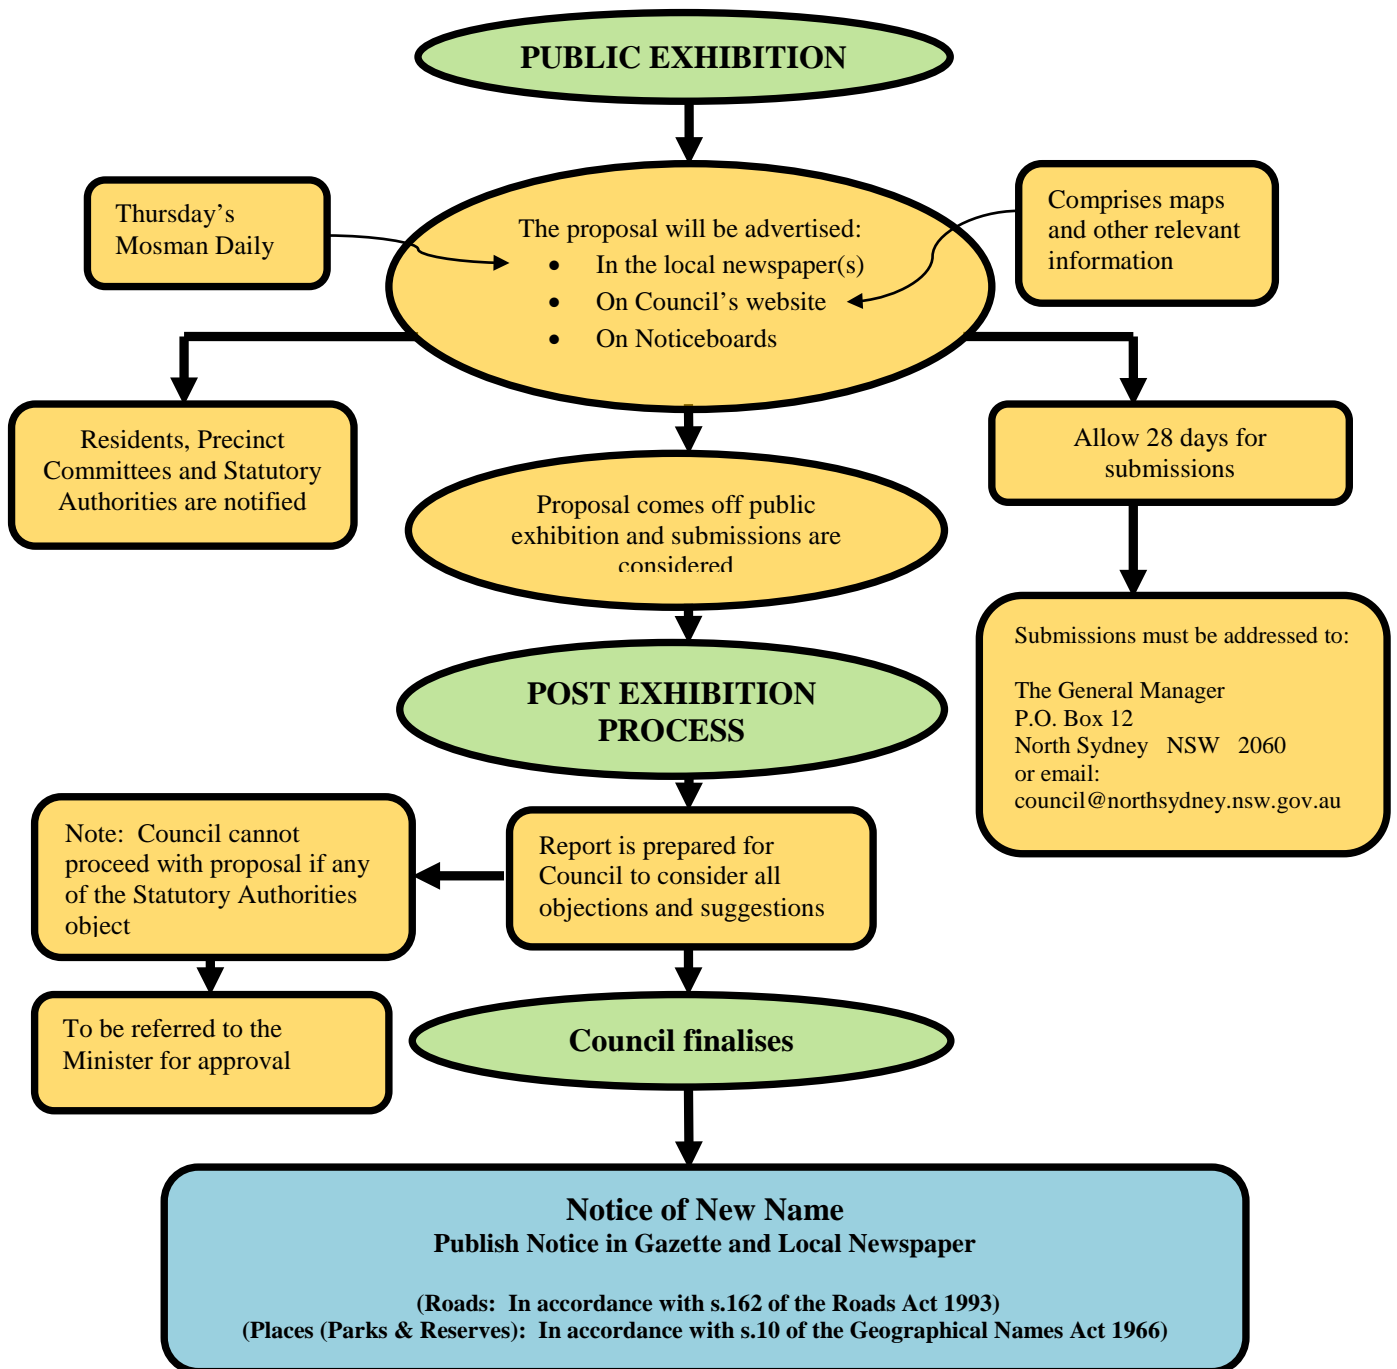 PUBLIC EXHIBITION
Thursday’s
Mosman Daily
The proposal will be advertised:
• In the local newspaper(s)
• On Council’s website
• On Noticeboards
Comprises maps
and other relevant
information
Residents, Precinct
Committees and Statutory
Authorities are notified
Allow 28 days for
submissions
Proposal comes off public
exhibition and submissions are
considered
Submissions must be addressed to:
The General Manager
P.O. Box 12
North Sydney NSW 2060
or email:
council@northsydney.nsw.gov.au
POST EXHIBITION
PROCESS
Note: Council cannot
proceed with proposal if any
of the Statutory Authorities
object
Report is prepared for
Council to consider all
objections and suggestions
To be referred to the
Minister for approval
Council finalises
Notice of New Name
Publish Notice in Gazette and Local Newspaper
(Roads: In accordance with s.162 of the Roads Act 1993)
(Places (Parks & Reserves): In accordance with s.10 of the Geographical Names Act 1966)